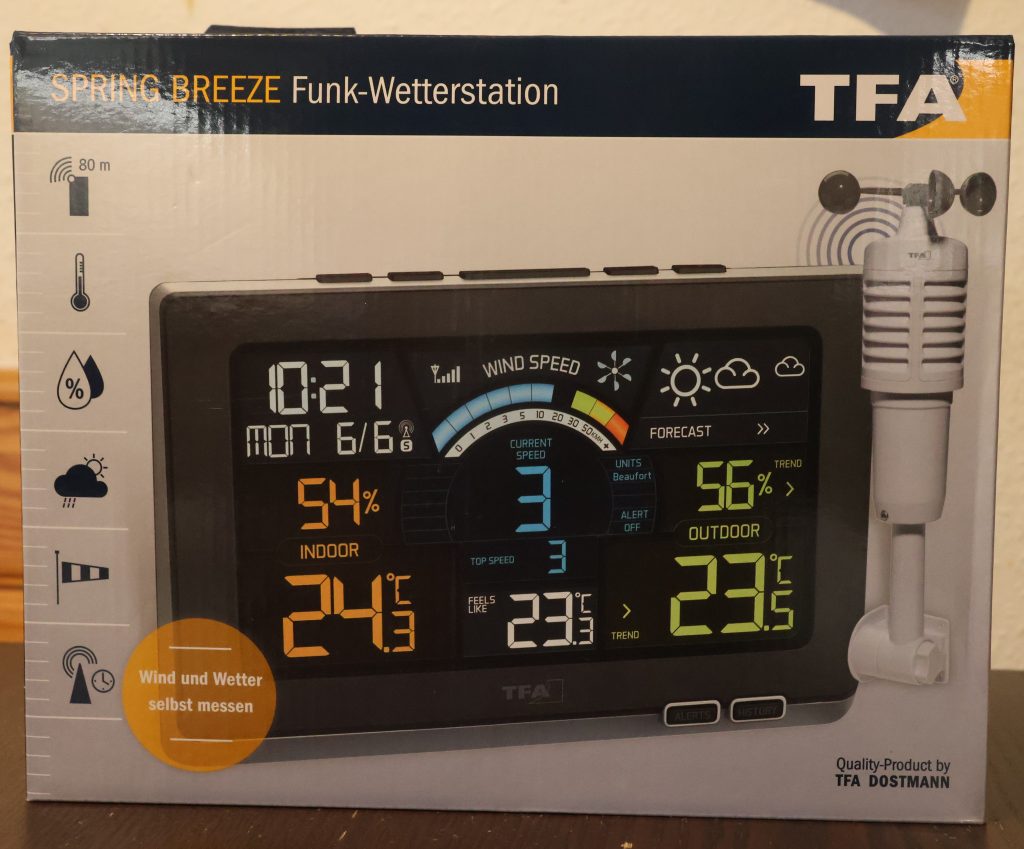 SPRING BREEZE Funk-Wetterstation
TFA®
80 m
%
TFA
10:21
MON 6/6 S
WIND SPEED
0 1 2 3 5 10 20 30 50 KM/H +
FORECAST >>
54%
INDOOR
24.3°C
CURRENT
SPEED
3
UNITS
Beaufort
ALERT
OFF
TOP SPEED 3
FEELS
LIKE
23.3°C
TREND
56% >
OUTDOOR
23.5°C
>
TREND
TFA
ALERTS
HISTORY
Wind und Wetter
selbst messen
Quality-Product by
TFA DOSTMANN